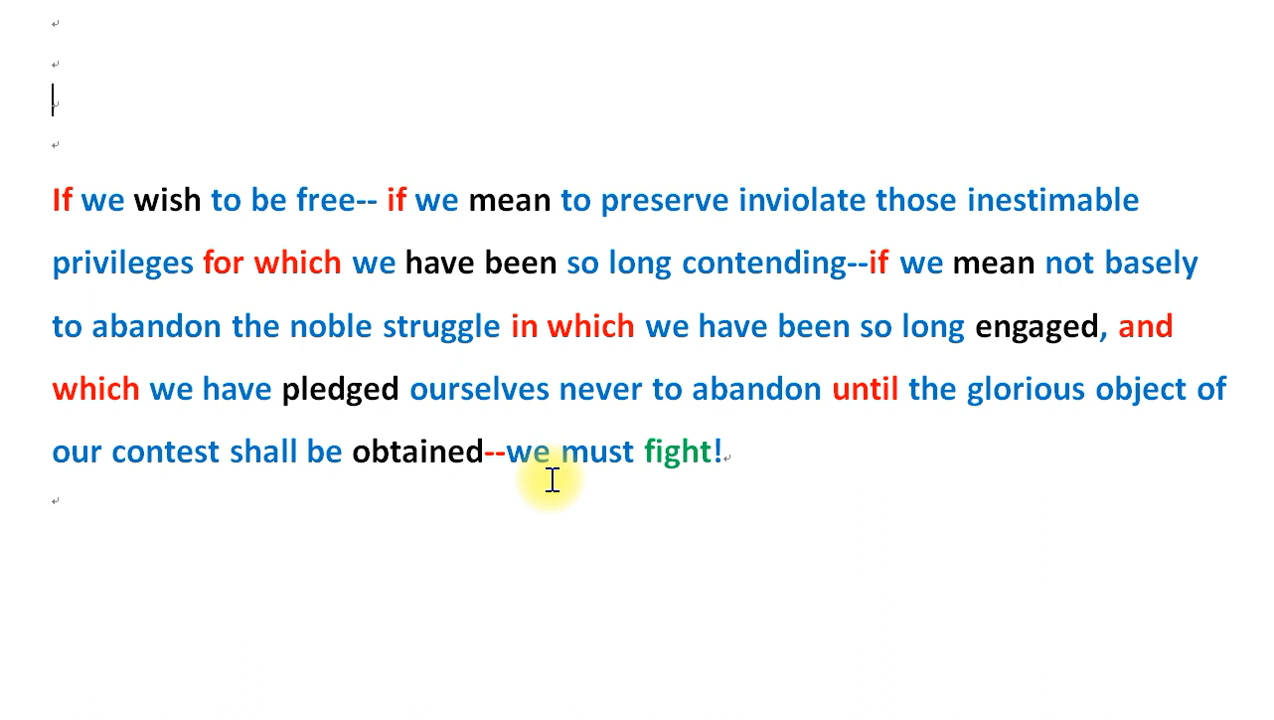 If we wish to be free-- if we mean to preserve inviolate those inestimable
privileges for which we have been so long contending--if we mean not basely
to abandon the noble struggle in which we have been so long engaged, and
which we have pledged ourselves never to abandon until the glorious object of
our contest shall be obtained--we must fight!